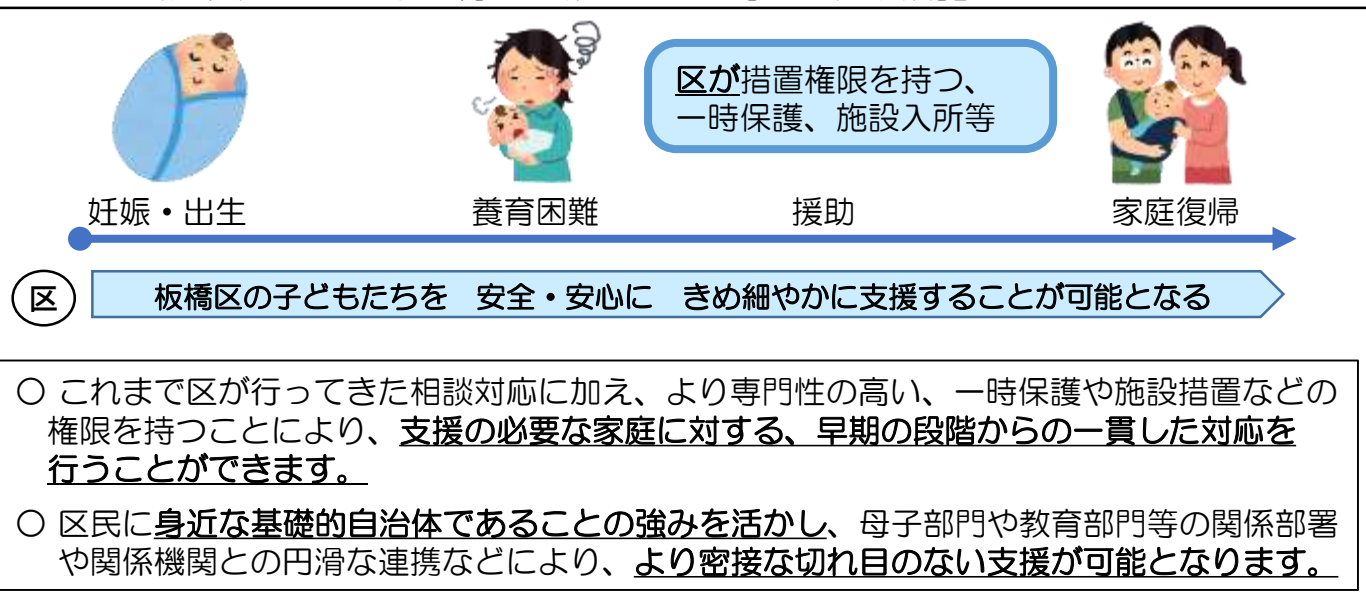 区が措置権限を持つ、
一時保護、施設入所等
妊娠・出生 養育困難 援助 家庭復帰
区 板橋区の子どもたちを 安全・安心に きめ細やかに支援することが可能となる
〇 これまで区が行ってきた相談対応に加え、より専門性の高い、一時保護や施設措置などの
権限を持つことにより、支援の必要な家庭に対する、早期の段階からの一貫した対応を
行うことができます。
〇 区民に身近な基礎的自治体であることの強みを活かし、母子部門や教育部門等の関係部署
や関係機関との円滑な連携などにより、より密接な切れ目のない支援が可能となります。